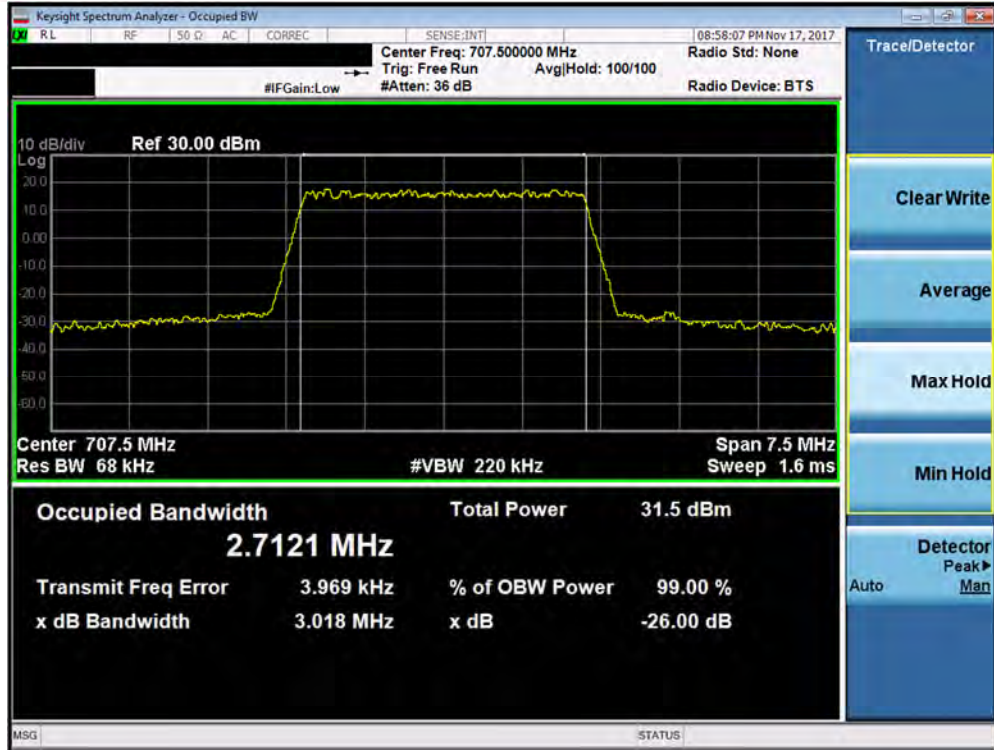 Keysight Spectrum Analyzer - Occupied BW
LXI RL RF 50 Ω AC CORREC SENSE:INT 08:58:07 PM Nov 17, 2017
Center Freq: 707.500000 MHz Radio Std: None
Trig: Free Run Avg|Hold: 100/100
#IFGain:Low #Atten: 36 dB Radio Device: BTS
Trace/Detector
10 dB/div Ref 30.00 dBm
Log
20.0
10.0
0.00
-10.0
-20.0
-30.0
-40.0
-50.0
-60.0
Center 707.5 MHz Span 7.5 MHz
Res BW 68 kHz #VBW 220 kHz Sweep 1.6 ms
Occupied Bandwidth Total Power 31.5 dBm
2.7121 MHz
Transmit Freq Error 3.969 kHz % of OBW Power 99.00 %
x dB Bandwidth 3.018 MHz x dB -26.00 dB
Clear Write
Average
Max Hold
Min Hold
Detector
Peak▶
Auto Man
MSG STATUS